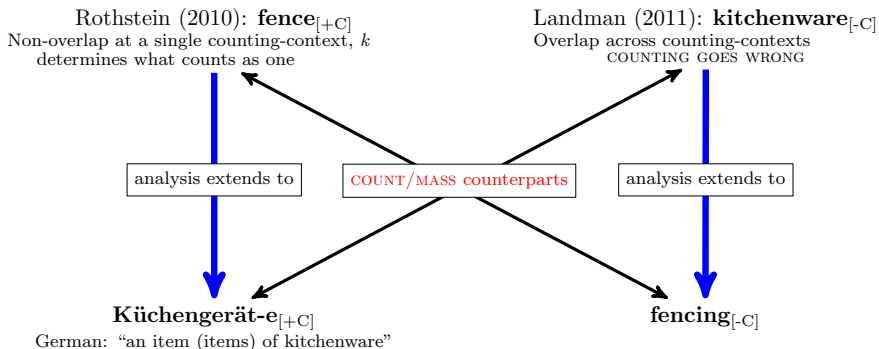 Rothstein (2010): fence[+C]
Non-overlap at a single counting-context, k
determines what counts as one
Landman (2011): kitchenware[-C]
Overlap across counting-contexts
COUNTING GOES WRONG
analysis extends to
COUNT/MASS counterparts
analysis extends to
Küchengerät-e[+C]
German: “an item (items) of kitchenware”
fencing[-C]